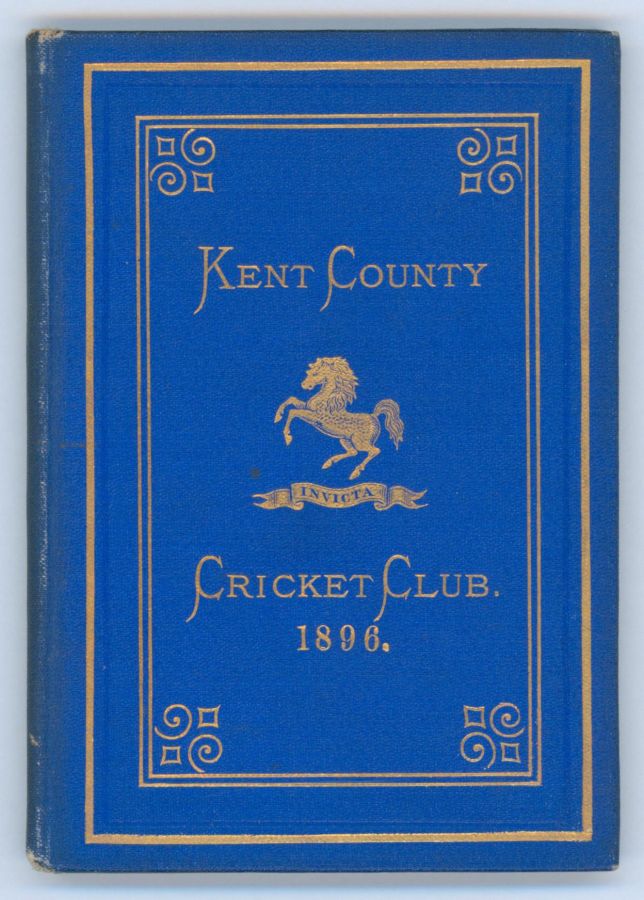 KENT COUNTY
INVICTA
CRICKET CLUB.
1896.